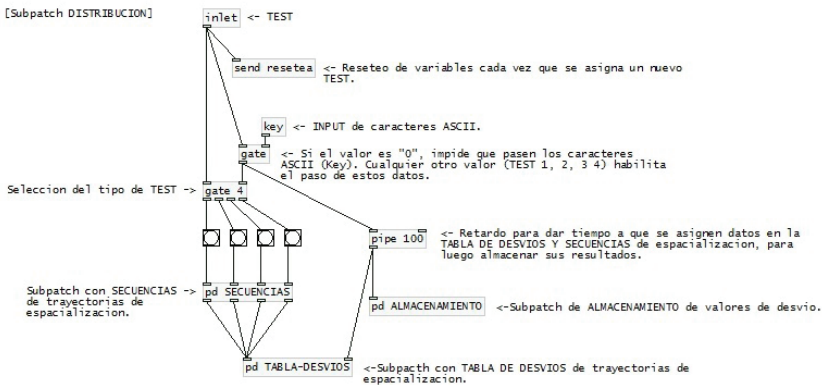 [Subpatch DISTRIBUCION]
inlet <- TEST
send resetea <- Reseteo de variables cada vez que se asigna un nuevo
TEST.
key <- INPUT de caracteres ASCII.
gate <- Si el valor es "0", impide que pasen los caracteres
ASCII (Key). Cualquier otro valor (TEST 1, 2, 3 4) habilita
el paso de estos datos.
Seleccion del tipo de TEST -> gate 4
pipe 100 <- Retardo para dar tiempo a que se asignen datos en la
TABLA DE DESVIOS Y SECUENCIAS de espacializacion, para
luego almacenar sus resultados.
Subpatch con SECUENCIAS -> pd SECUENCIAS
de trayectorias de
espacializacion.
pd ALMACENAMIENTO <-Subpatch de ALMACENAMIENTO de valores de desvio.
pd TABLA-DESVIOS <-Subpacth con TABLA DE DESVIOS de trayectorias de
espacializacion.